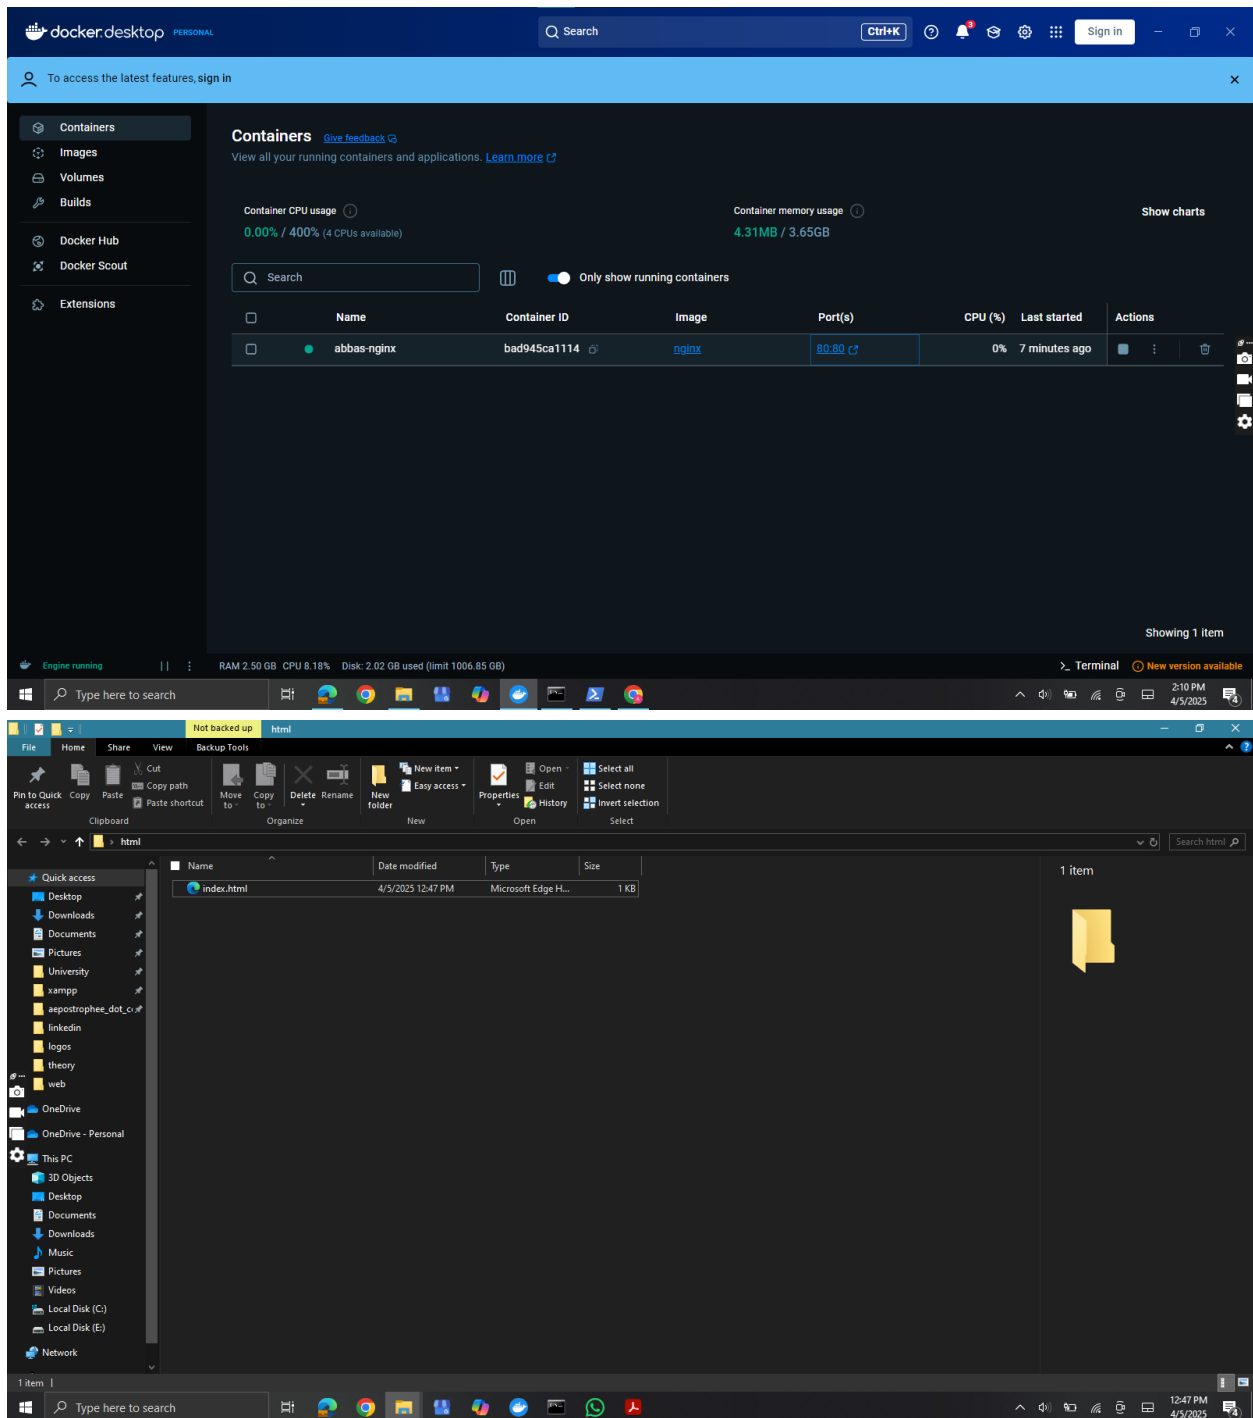 docker.desktop PERSONAL
Search
Ctrl+K
3
Sign in
To access the latest features, sign in
Containers
Images
Volumes
Builds
Docker Hub
Docker Scout
Extensions
Containers Give feedback
View all your running containers and applications. Learn more
Container CPU usage
0.00% / 400% (4 CPUs available)
Container memory usage
4.31MB / 3.65GB
Show charts
Search
Only show running containers
Name Container ID Image Port(s) CPU (%) Last started Actions
abbas-nginx bad945ca1114 nginx 80:80 0% 7 minutes ago
Showing 1 item
Engine running
RAM 2.50 GB CPU 8.18% Disk: 2.02 GB used (limit 1006.85 GB)
Terminal
New version available
Type here to search
2:10 PM
4/5/2025
4
Not backed up html
File Home Share View Backup Tools
Pin to Quick access
Copy
Paste
Cut
Copy path
Paste shortcut
Clipboard
Move to
Copy to
Delete
Rename
Organize
New folder
New item
Easy access
New
Properties
Open
Edit
History
Open
Select all
Select none
Invert selection
Select
html
Search html
Name Date modified Type Size
index.html 4/5/2025 12:47 PM Microsoft Edge H... 1 KB
1 item
Quick access
Desktop
Downloads
Documents
Pictures
University
xampp
aepostrophee_dot_c
linkedin
logos
theory
web
OneDrive
OneDrive - Personal
This PC
3D Objects
Desktop
Documents
Downloads
Music
Pictures
Videos
Local Disk (C:)
Local Disk (E:)
Network
1 item
Type here to search
12:47 PM
4/5/2025
4